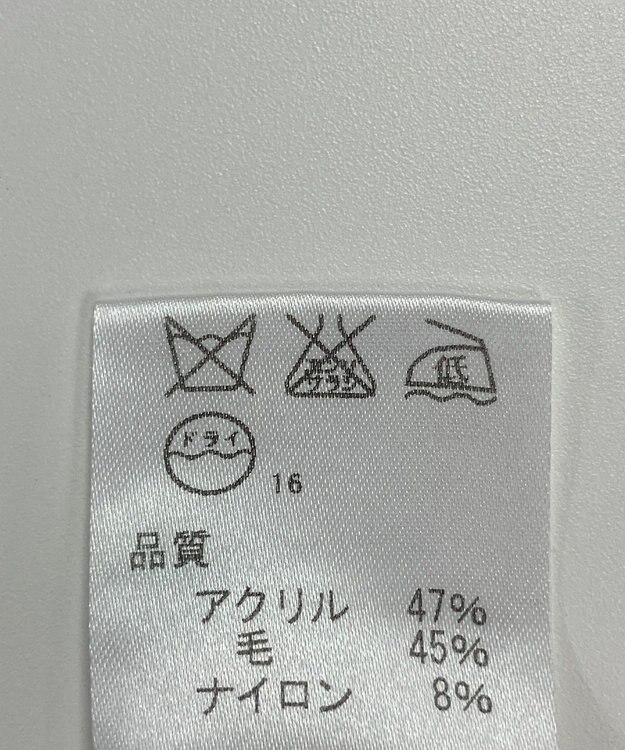 エンソ サラシ 低
ドライ 16
品質
アクリル 47%
毛 45%
ナイロン 8%